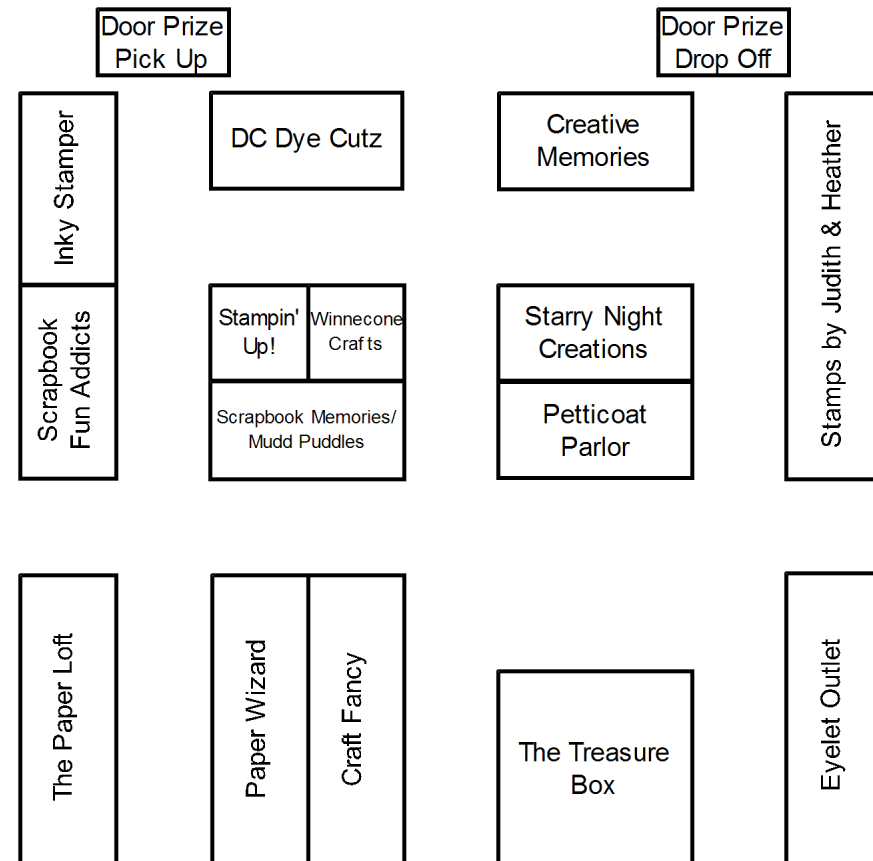 Door Prize
Pick Up
Door Prize
Drop Off
Inky Stamper
DC Dye Cutz
Creative
Memories
Stamps by Judith & Heather
Scrapbook
Fun Addicts
Stampin'
Up!
Winnecone
Crafts
Starry Night
Creations
Scrapbook Memories/
Mudd Puddles
Petticoat
Parlor
The Paper Loft
Paper Wizard
Craft Fancy
The Treasure
Box
Eyelet Outlet